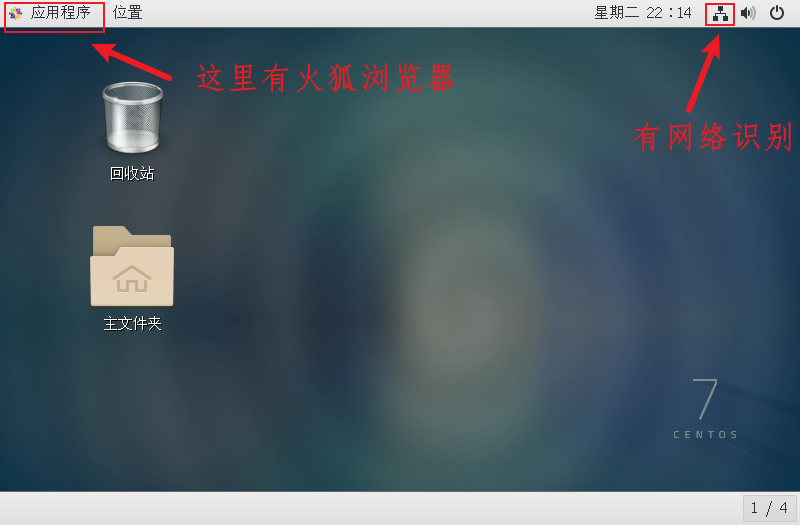 应用程序 位置 星期二 22：14
这里有火狐浏览器
有网络识别
回收站
主文件夹
7
CENTOS
1 / 4